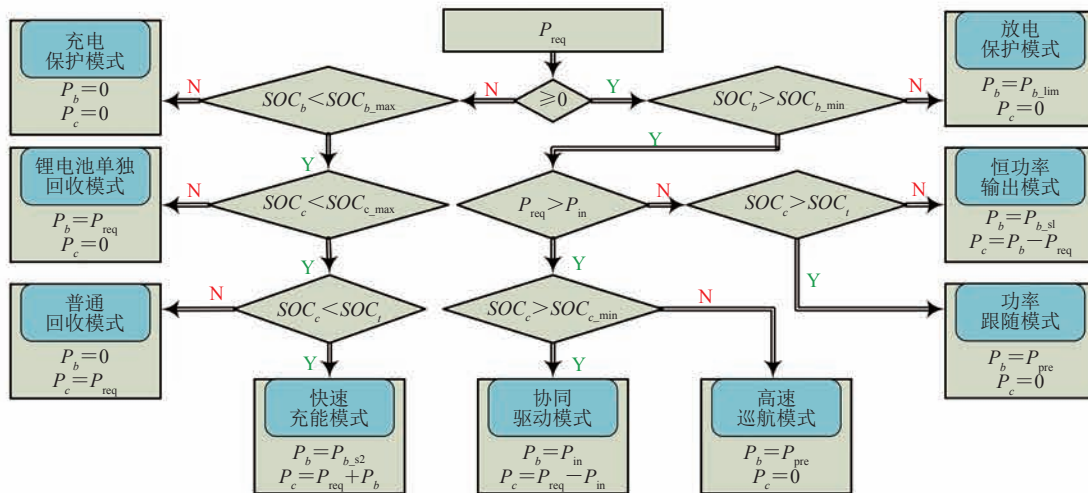 P_req
≥0
N
Y
SOC_b<SOC_b_max
N
Y
充电
保护模式
P_b=0
P_c=0
SOC_c<SOC_c_max
N
Y
锂电池单独
回收模式
P_b=P_req
P_c=0
SOC_c<SOC_t
N
Y
普通
回收模式
P_b=0
P_c=P_req
快速
充能模式
P_b=P_b_s2
P_c=P_req+P_b
SOC_b>SOC_b_min
N
Y
放电
保护模式
P_b=P_b_lim
P_c=0
P_req>P_in
N
Y
SOC_c>SOC_t
N
Y
恒功率
输出模式
P_b=P_b_sl
P_c=P_b-P_req
功率
跟随模式
P_b=P_pre
P_c=0
SOC_c>SOC_c_min
N
Y
协同
驱动模式
P_b=P_in
P_c=P_req-P_in
高速
巡航模式
P_b=P_pre
P_c=0